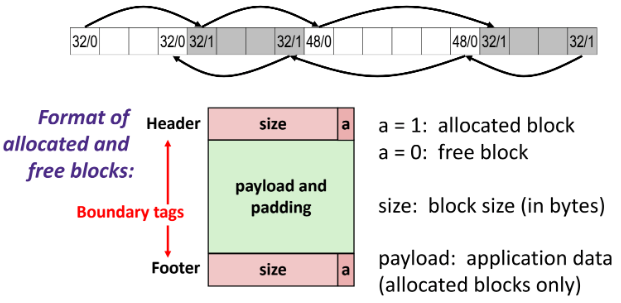 32/0 32/0 32/1 32/1 48/0 48/0 32/1 32/1
Format of
allocated and
free blocks:
Header
size a
Boundary tags
payload and
padding
Footer
size a
a = 1: allocated block
a = 0: free block
size: block size (in bytes)
payload: application data
(allocated blocks only)